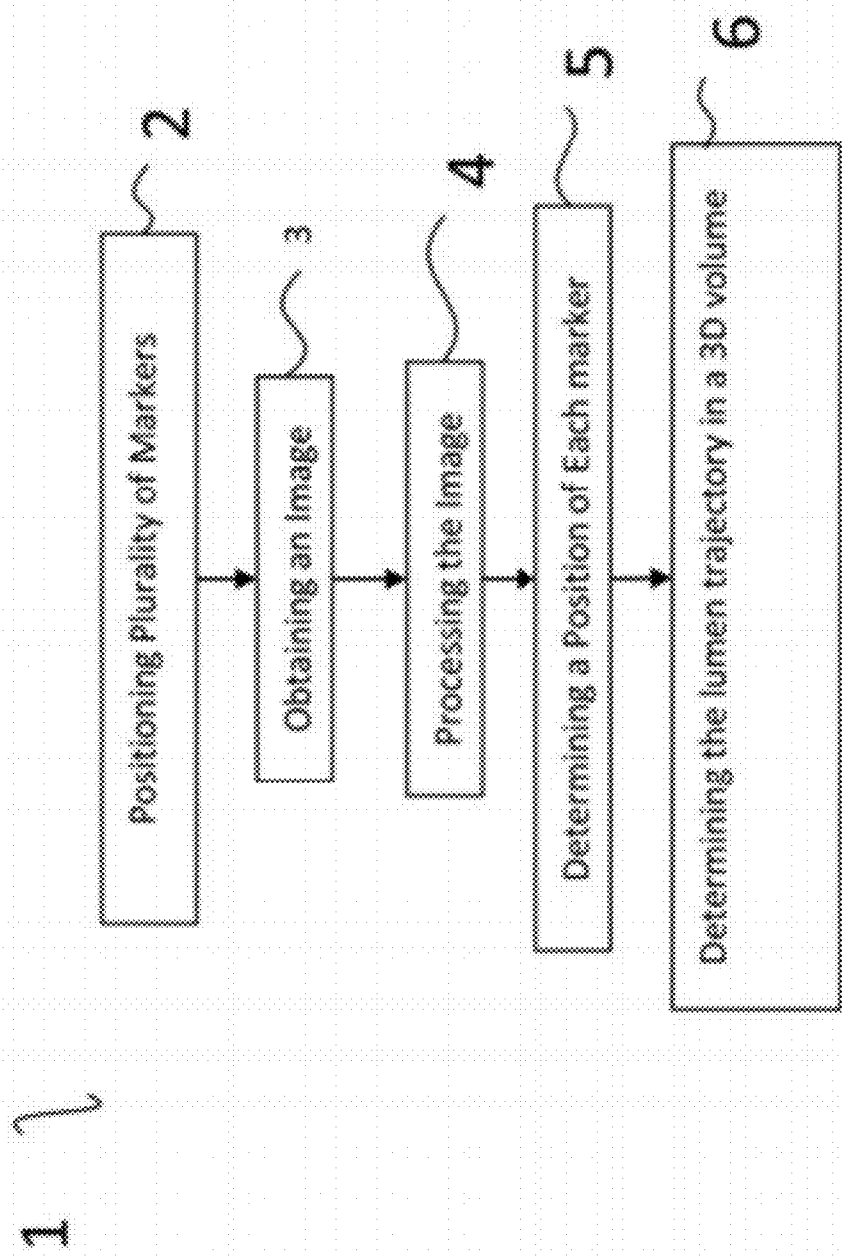 1
Positioning Plurality of Markers
2
Obtaining an Image
3
Processing the Image
4
Determining a Position of Each marker
5
Determining the lumen trajectory in a 3D volume
6